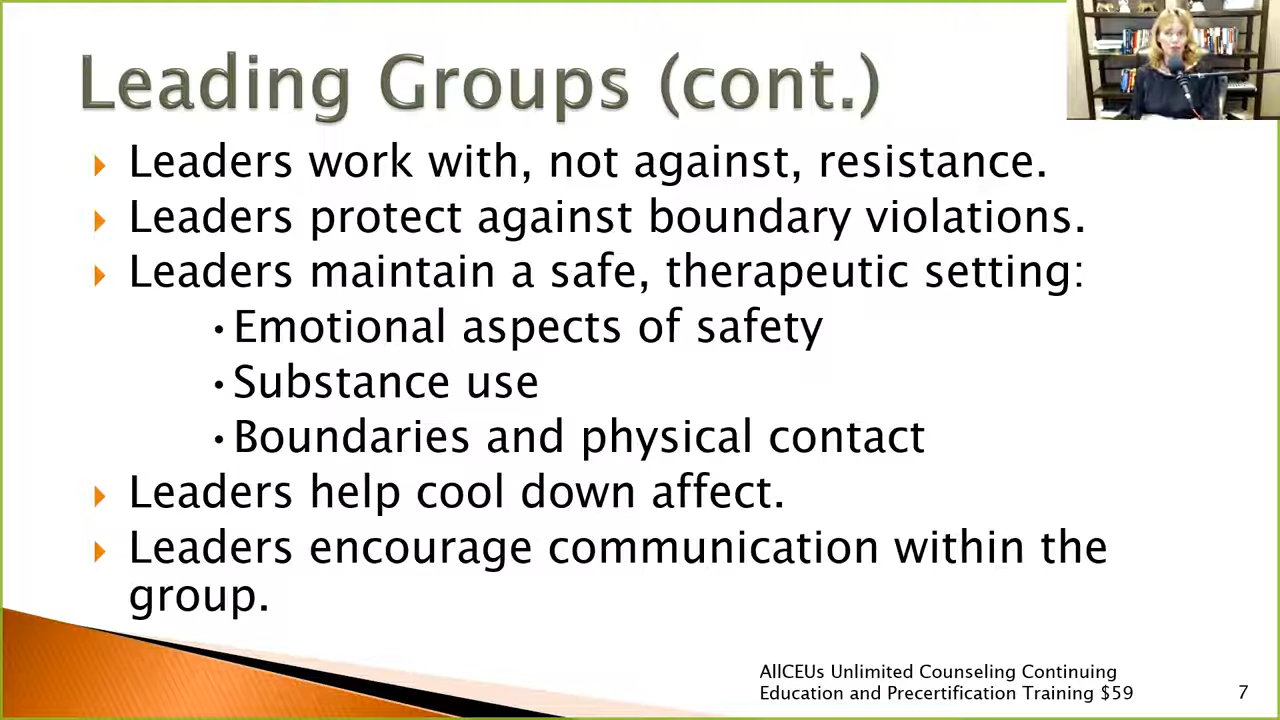 Leading Groups (cont.)
Leaders work with, not against, resistance.
Leaders protect against boundary violations.
Leaders maintain a safe, therapeutic setting:
•Emotional aspects of safety
•Substance use
•Boundaries and physical contact
Leaders help cool down affect.
Leaders encourage communication within the
group.
AllCEUs Unlimited Counseling Continuing
Education and Precertification Training $59
7